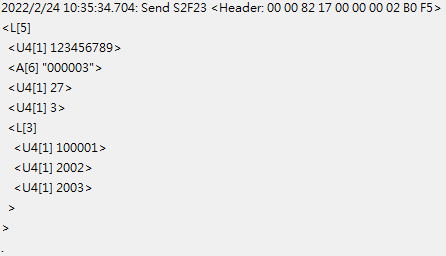 2022/2/24 10:35:34.704: Send S2F23 <Header: 00 00 82 17 00 00 00 02 B0 F5>
<L[5]
<U4[1] 123456789>
<A[6] "000003">
<U4[1] 27>
<U4[1] 3>
<L[3]
<U4[1] 100001>
<U4[1] 2002>
<U4[1] 2003>
>
>
.